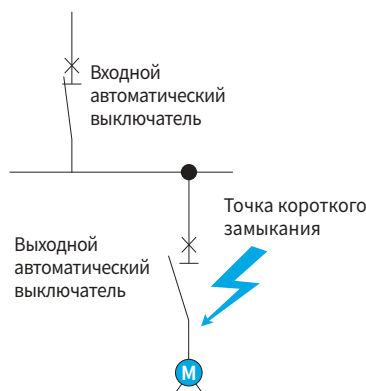 Входной
автоматический
выключатель
Точка короткого
замыкания
Выходной
автоматический
выключатель
M